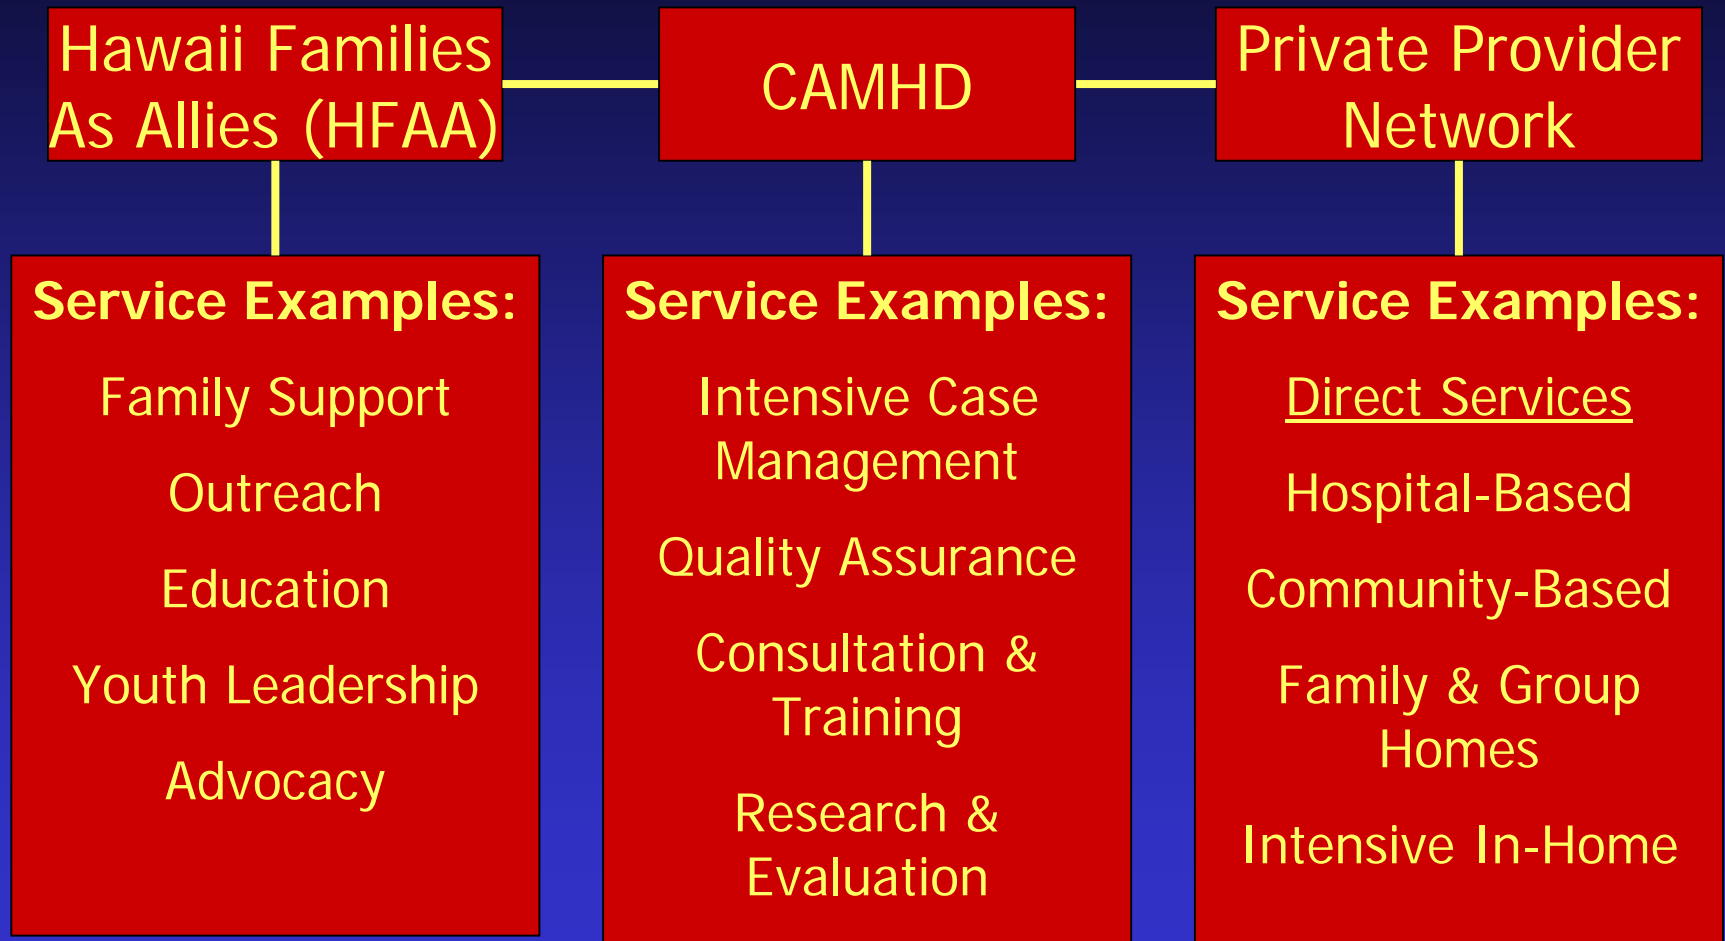 Hawaii Families
As Allies (HFAA)
CAMHD
Private Provider
Network
Service Examples:
Family Support
Outreach
Education
Youth Leadership
Advocacy
Service Examples:
Intensive Case
Management
Quality Assurance
Consultation &
Training
Research &
Evaluation
Service Examples:
Direct Services
Hospital-Based
Community-Based
Family & Group
Homes
Intensive In-Home